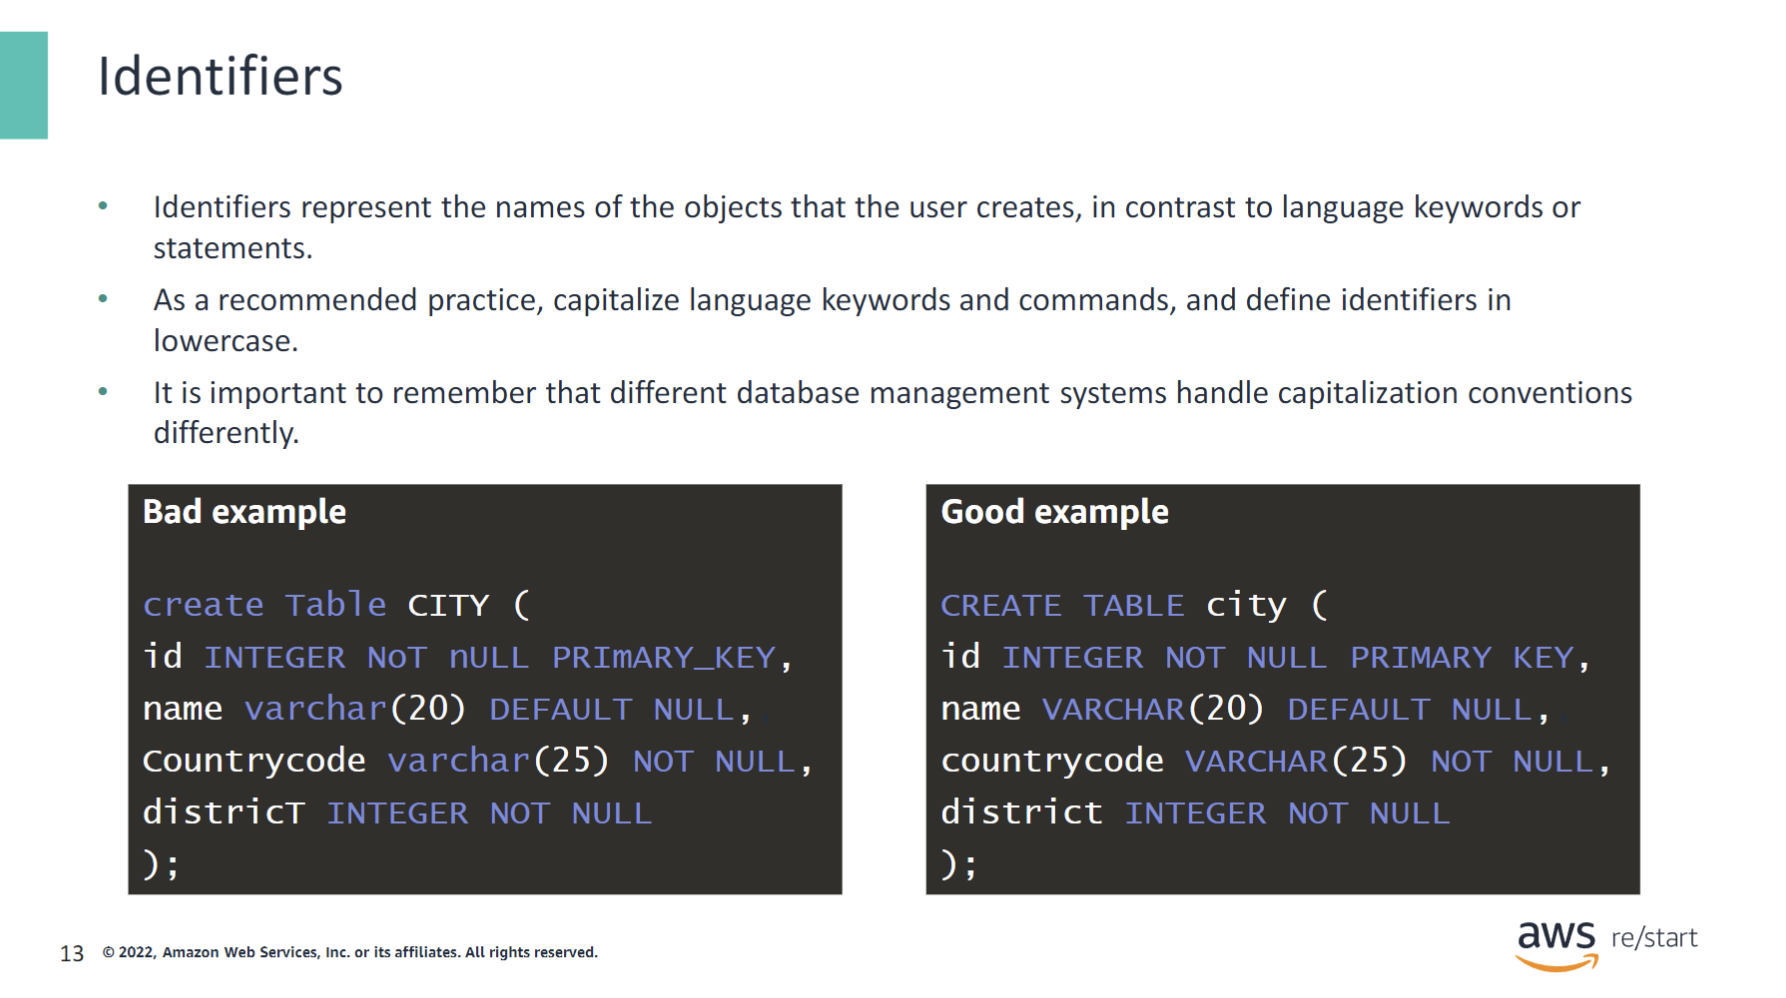 Identifiers
• Identifiers represent the names of the objects that the user creates, in contrast to language keywords or
statements.
• As a recommended practice, capitalize language keywords and commands, and define identifiers in
lowercase.
• It is important to remember that different database management systems handle capitalization conventions
differently.
Bad example
create Table CITY (
id INTEGER NoT nULL PRImARY_KEY,
name varchar(20) DEFAULT NULL,
Countrycode varchar(25) NOT NULL,
districT INTEGER NOT NULL
);
Good example
CREATE TABLE city (
id INTEGER NOT NULL PRIMARY KEY,
name VARCHAR(20) DEFAULT NULL,
countrycode VARCHAR(25) NOT NULL,
district INTEGER NOT NULL
);
13 © 2022, Amazon Web Services, Inc. or its affiliates. All rights reserved.
aws re/start